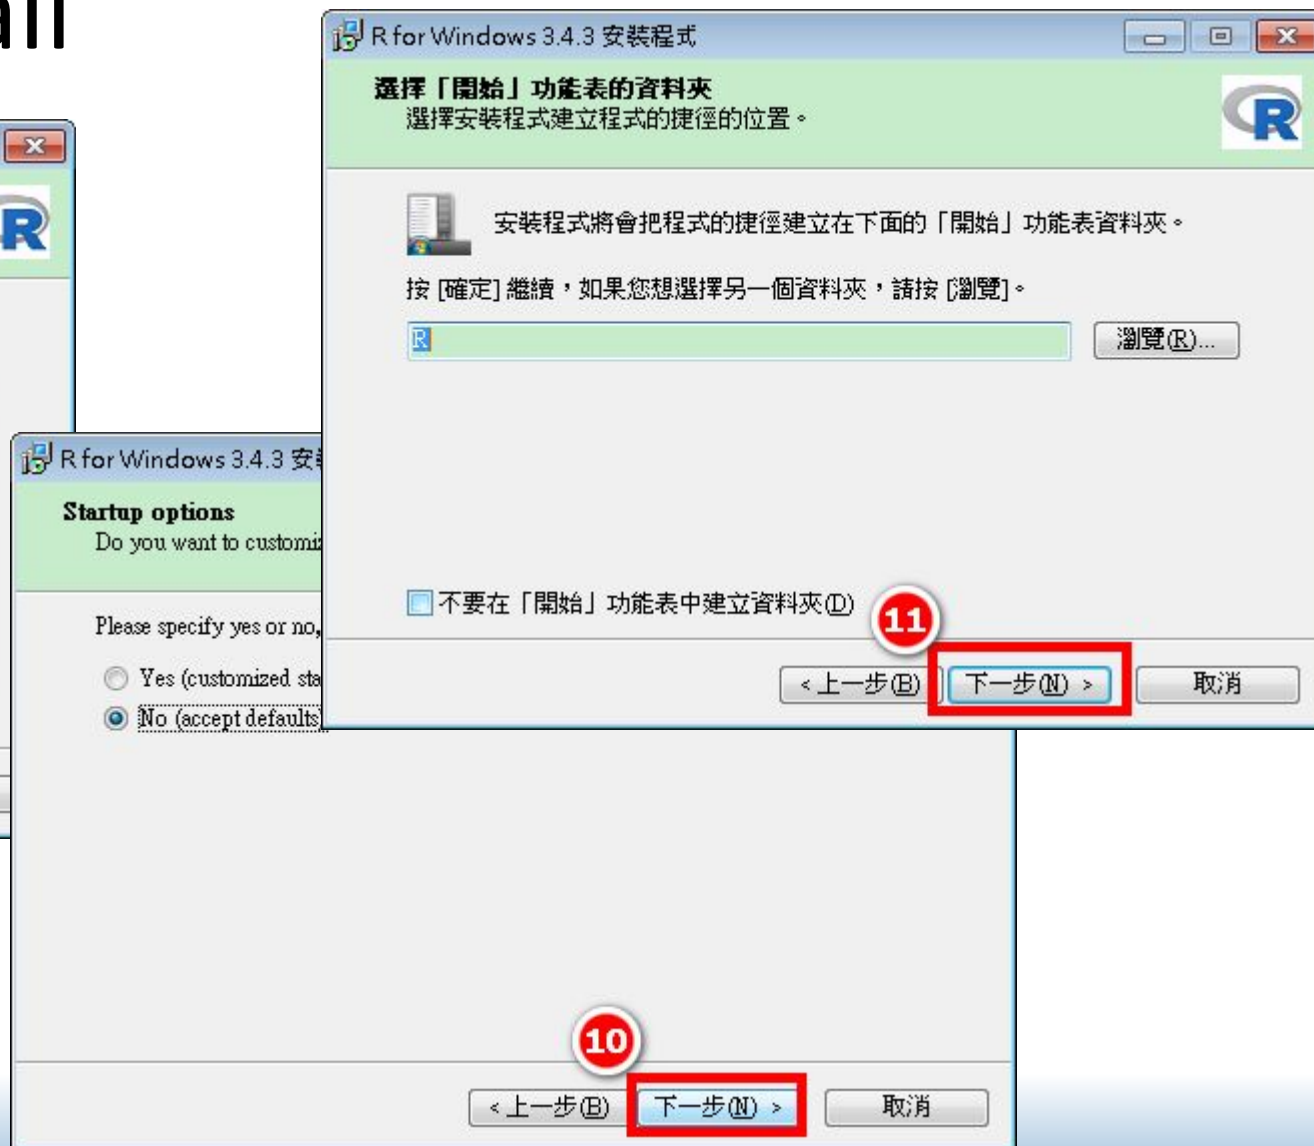 all
R for Windows 3.4.3 安裝程式
選擇「開始」功能表的資料夾
選擇安裝程式建立程式的捷徑的位置。
R
安裝程式將會把程式的捷徑建立在下面的「開始」功能表資料夾。
按 [確定] 繼續，如果您想選擇另一個資料夾，請按 [瀏覽]。
R
瀏覽(R)...
不要在「開始」功能表中建立資料夾(D)
11
<上一步(B) 下一步(N) > 取消
R
R for Windows 3.4.3 安
Startup options
Do you want to customi
Please specify yes or no,
Yes (customized sta
No (accept defaults)
10
<上一步(B) 下一步(N) > 取消